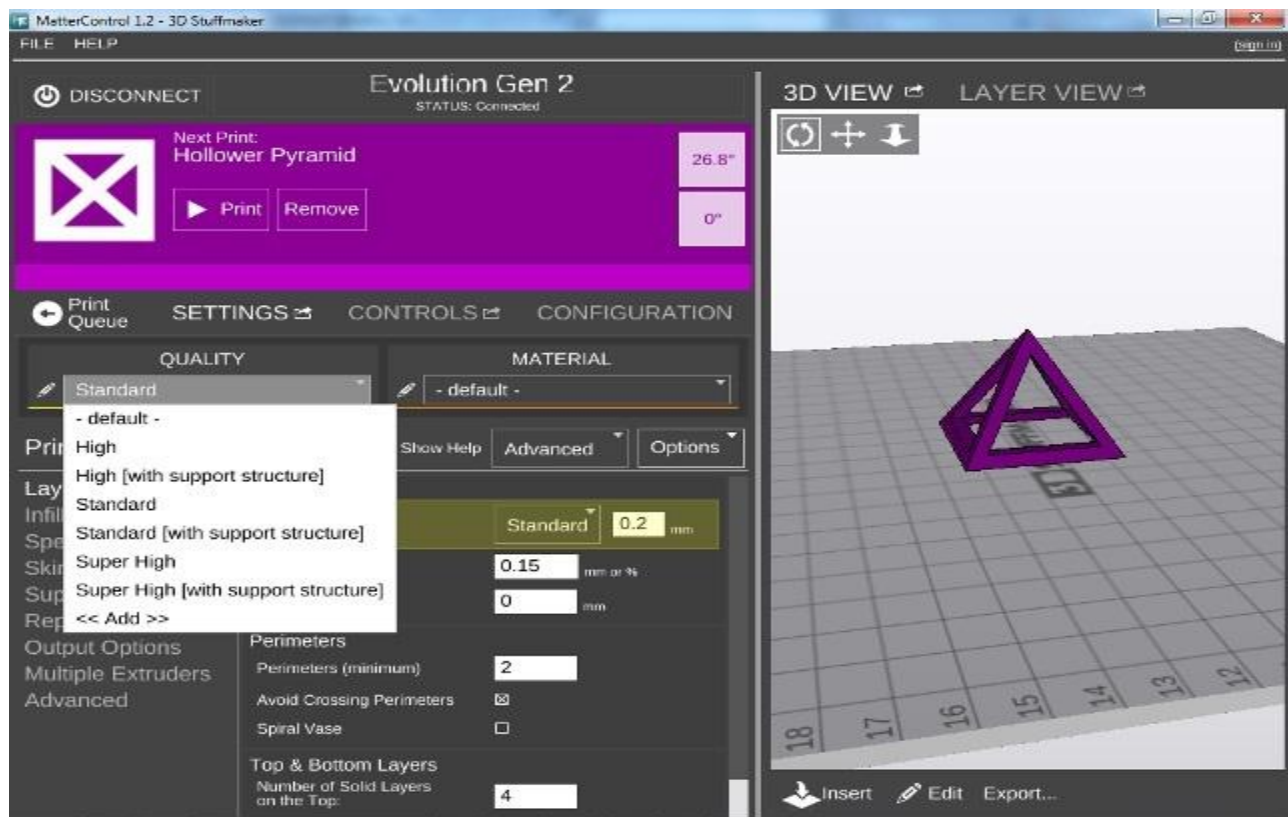 MatterControl 1.2 - 3D Stuffmaker
FILE HELP
(sign in)
DISCONNECT
Evolution Gen 2
STATUS: Connected
Next Print:
Hollower Pyramid
Print Remove
26.8°
0°
Print
Queue
SETTINGS CONTROLS CONFIGURATION
QUALITY
MATERIAL
Standard
- default -
- default -
High
High [with support structure]
Standard
Standard [with support structure]
Super High
Super High [with support structure]
<< Add >>
Show Help Advanced Options
Standard 0.2 mm
0.15 mm or %
0 mm
Output Options
Multiple Extruders
Advanced
Perimeters
Perimeters (minimum) 2
Avoid Crossing Perimeters
Spiral Vase
Top & Bottom Layers
Number of Solid Layers
on the Top: 4
3D VIEW LAYER VIEW
18 17 16 15 14 13 12
Insert Edit Export...